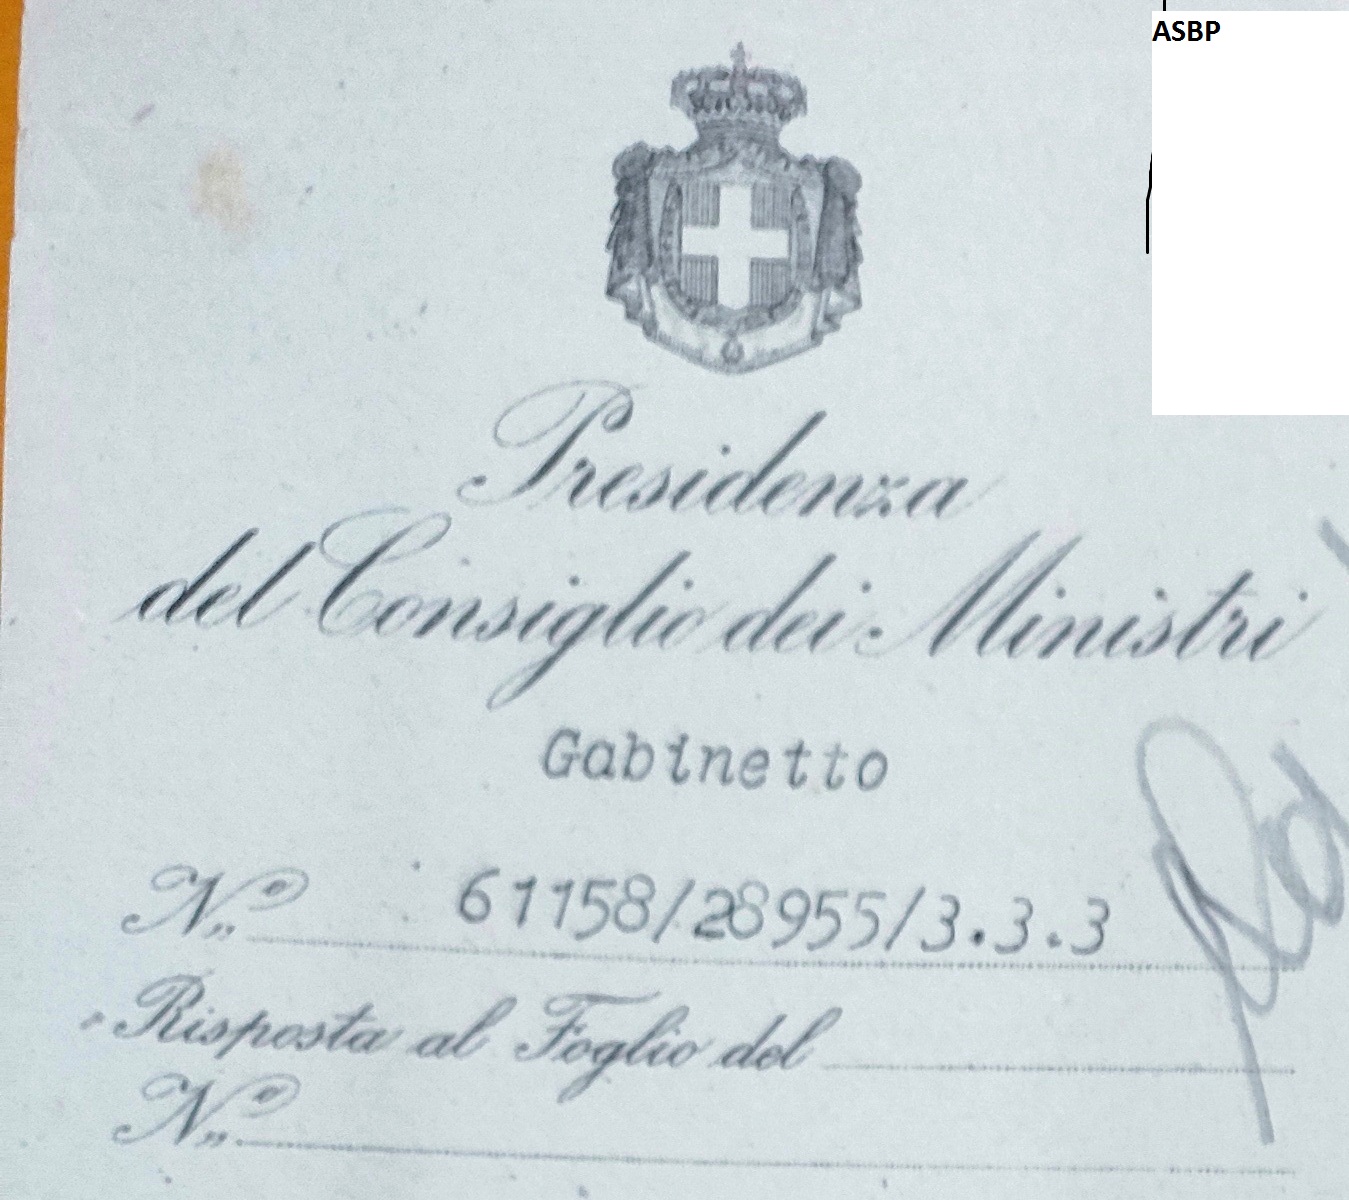 ASBP
Presidenza
del Consiglio dei Ministri
Gabinetto
N.º 61158/28955/3.3.3
Risposta al Foglio del
N.º